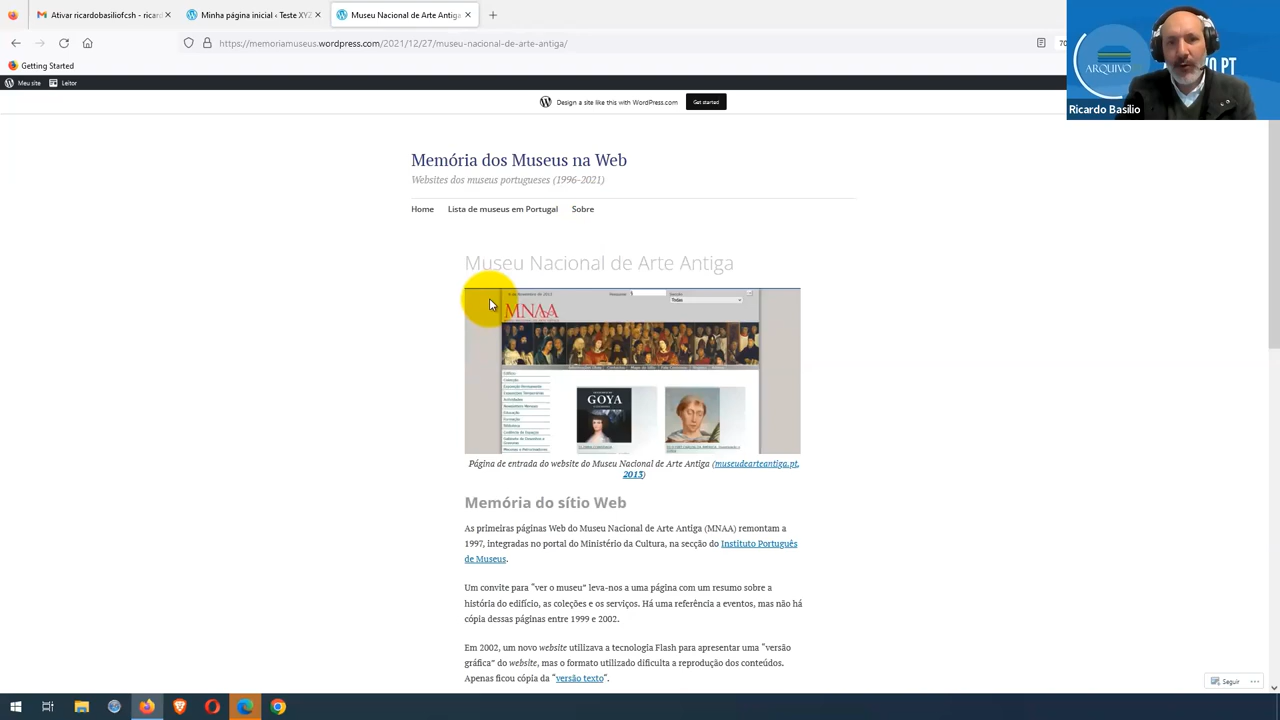 Ativar ricardobasiliofcsh - ricard
Minha página inicial ‹ Teste XYZ
Museu Nacional de Arte Antiga
https://memoriamuseus.wordpress.com/2021/12/27/museu-nacional-de-arte-antiga/
70
Getting Started
Meu site
Leitor
Design a site like this with WordPress.com
Get started
ARQUIVO
VO PT
Ricardo Basilio
Memória dos Museus na Web
Websites dos museus portugueses (1996-2021)
Home
Lista de museus em Portugal
Sobre
Museu Nacional de Arte Antiga
Pesquisa
Todas
MNAA
GOYA
Página de entrada do website do Museu Nacional de Arte Antiga (museudearteantiga.pt,
2013)
Memória do sítio Web
As primeiras páginas Web do Museu Nacional de Arte Antiga (MNAA) remontam a
1997, integradas no portal do Ministério da Cultura, na secção do Instituto Português
de Museus.
Um convite para "ver o museu" leva-nos a uma página com um resumo sobre a
história do edifício, as coleções e os serviços. Há uma referência a eventos, mas não há
cópia dessas páginas entre 1999 e 2002.
Em 2002, um novo website utilizava a tecnologia Flash para apresentar uma "versão
gráfica" do website, mas o formato utilizado dificulta a reprodução dos conteúdos.
Apenas ficou cópia da "versão texto".
Seguir